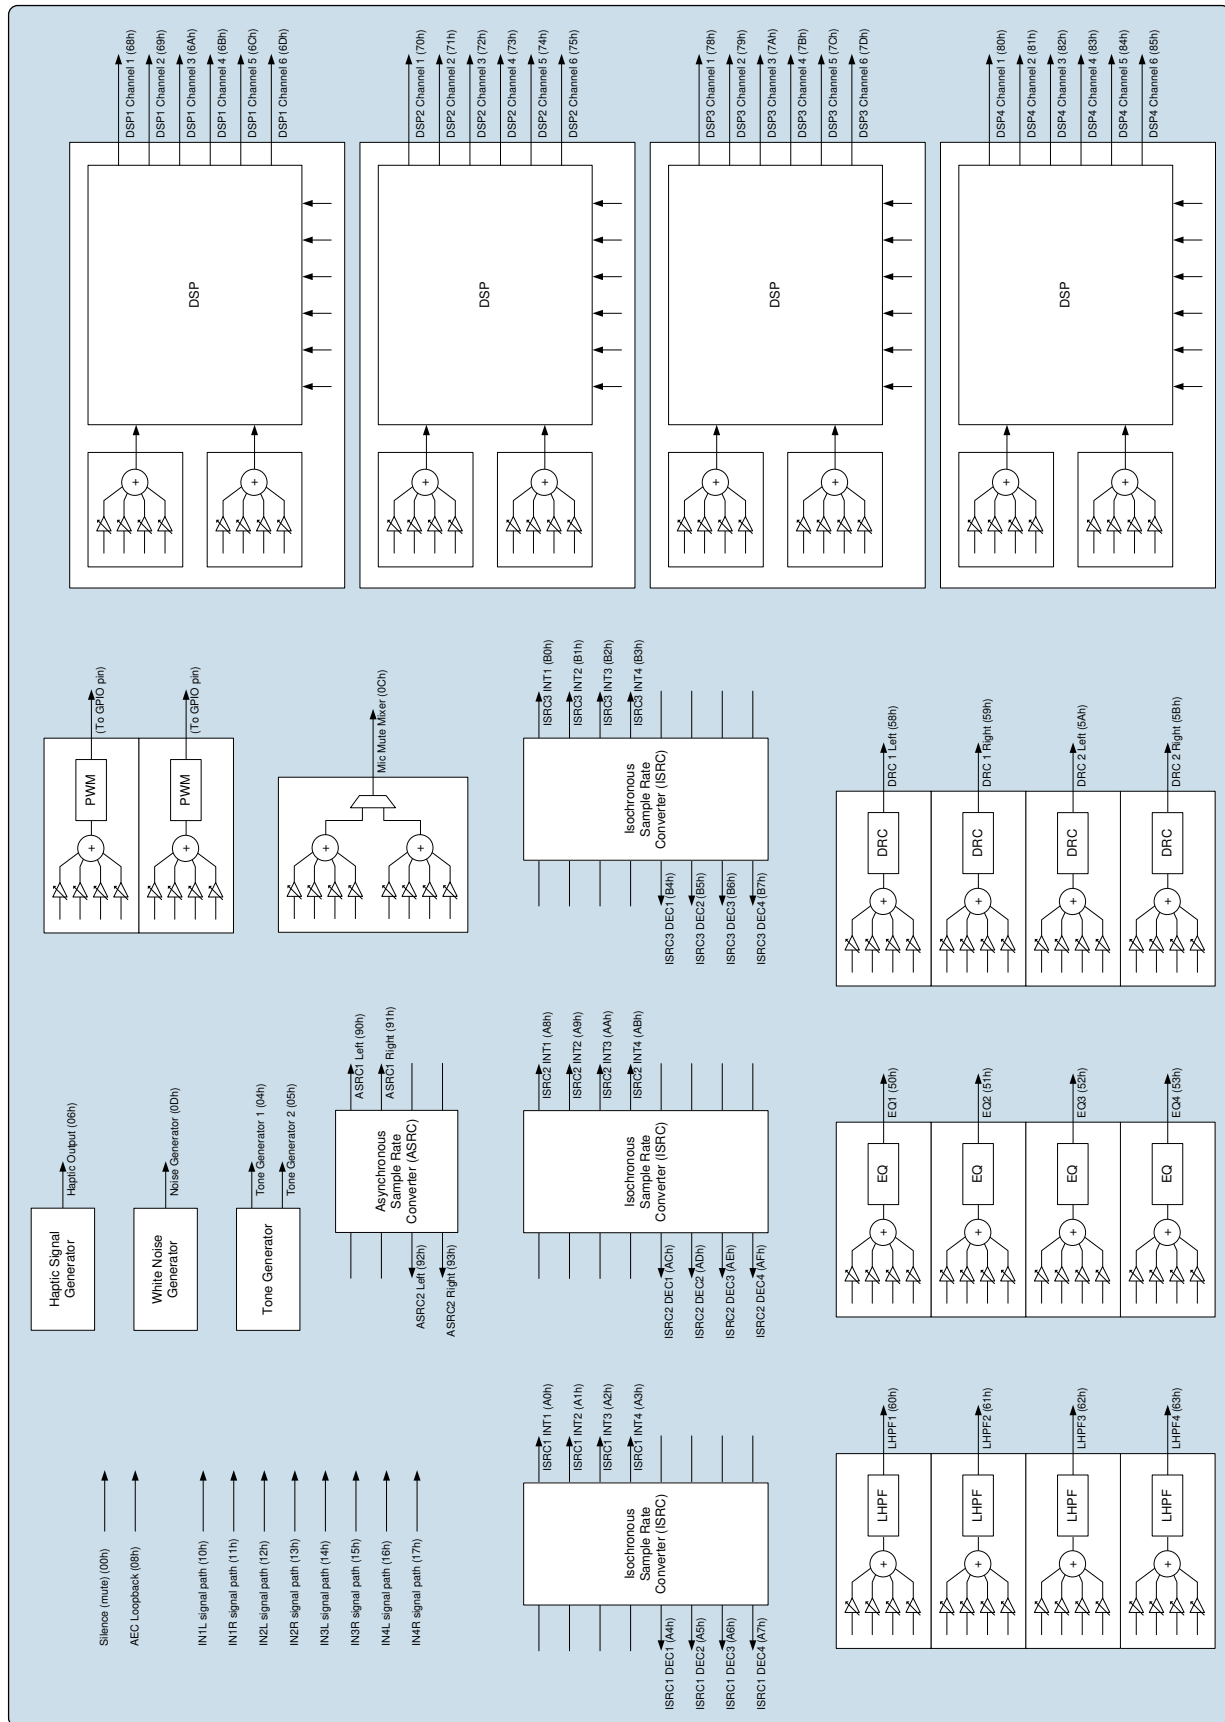 Silence (mute) (00h)
AEC Loopback (08h)
IN1L signal path (10h)
IN1R signal path (11h)
IN2L signal path (12h)
IN2R signal path (13h)
IN3L signal path (14h)
IN3R signal path (15h)
IN4L signal path (16h)
IN4R signal path (17h)
Haptic Signal
Generator
Haptic Output (06h)
White Noise
Generator
Noise Generator (0Dh)
Tone Generator
Tone Generator 1 (04h)
Tone Generator 2 (05h)
Asynchronous
Sample Rate
Converter (ASRC)
ASRC1 Left (90h)
ASRC1 Right (91h)
ASRC2 Left (92h)
ASRC2 Right (93h)
PWM
(To GPIO pin)
PWM
(To GPIO pin)
+
+
Mic Mute Mixer (0Ch)
+
+
DSP
DSP1 Channel 1 (68h)
DSP1 Channel 2 (69h)
DSP1 Channel 3 (6Ah)
DSP1 Channel 4 (6Bh)
DSP1 Channel 5 (6Ch)
DSP1 Channel 6 (6Dh)
+
+
DSP
DSP2 Channel 1 (70h)
DSP2 Channel 2 (71h)
DSP2 Channel 3 (72h)
DSP2 Channel 4 (73h)
DSP2 Channel 5 (74h)
DSP2 Channel 6 (75h)
+
+
DSP
DSP3 Channel 1 (78h)
DSP3 Channel 2 (79h)
DSP3 Channel 3 (7Ah)
DSP3 Channel 4 (7Bh)
DSP3 Channel 5 (7Ch)
DSP3 Channel 6 (7Dh)
+
+
DSP
DSP4 Channel 1 (80h)
DSP4 Channel 2 (81h)
DSP4 Channel 3 (82h)
DSP4 Channel 4 (83h)
DSP4 Channel 5 (84h)
DSP4 Channel 6 (85h)
+
+
Isochronous
Sample Rate
Converter (ISRC)
ISRC1 INT1 (A0h)
ISRC1 INT2 (A1h)
ISRC1 INT3 (A2h)
ISRC1 INT4 (A3h)
ISRC1 DEC1 (A4h)
ISRC1 DEC2 (A5h)
ISRC1 DEC3 (A6h)
ISRC1 DEC4 (A7h)
Isochronous
Sample Rate
Converter (ISRC)
ISRC2 INT1 (A8h)
ISRC2 INT2 (A9h)
ISRC2 INT3 (AAh)
ISRC2 INT4 (ABh)
ISRC2 DEC1 (ACh)
ISRC2 DEC2 (ADh)
ISRC2 DEC3 (AEh)
ISRC2 DEC4 (AFh)
Isochronous
Sample Rate
Converter (ISRC)
ISRC3 INT1 (B0h)
ISRC3 INT2 (B1h)
ISRC3 INT3 (B2h)
ISRC3 INT4 (B3h)
ISRC3 DEC1 (B4h)
ISRC3 DEC2 (B5h)
ISRC3 DEC3 (B6h)
ISRC3 DEC4 (B7h)
+
LHPF
LHPF1 (60h)
+
LHPF
LHPF2 (61h)
+
LHPF
LHPF3 (62h)
+
LHPF
LHPF4 (63h)
+
EQ
EQ1 (50h)
+
EQ
EQ2 (51h)
+
EQ
EQ3 (52h)
+
EQ
EQ4 (53h)
+
DRC
DRC 1 Left (58h)
+
DRC
DRC 1 Right (59h)
+
DRC
DRC 2 Left (5Ah)
+
DRC
DRC 2 Right (5Bh)